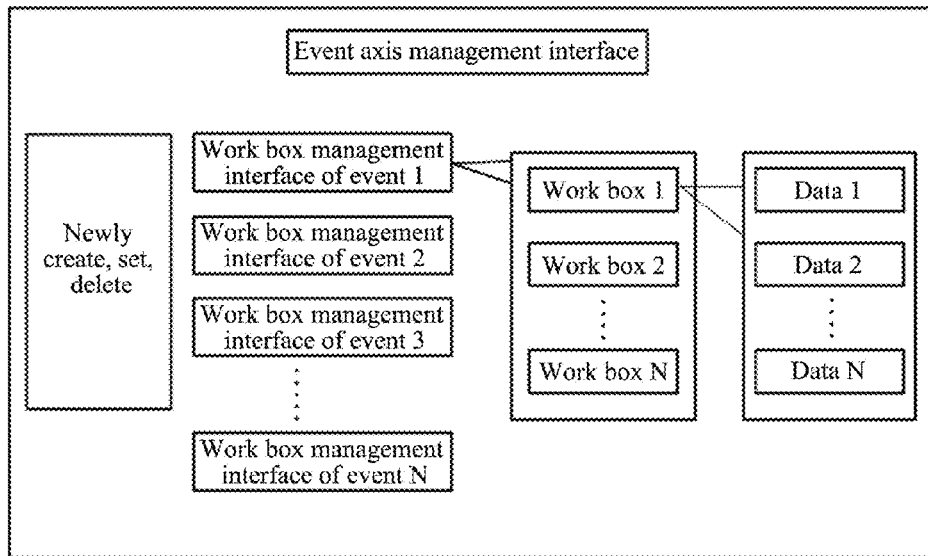 Event axis management interface
Newly
create, set,
delete
Work box management
interface of event 1
Work box management
interface of event 2
Work box management
interface of event 3
Work box management
interface of event N
Work box 1
Work box 2
Work box N
Data 1
Data 2
Data N